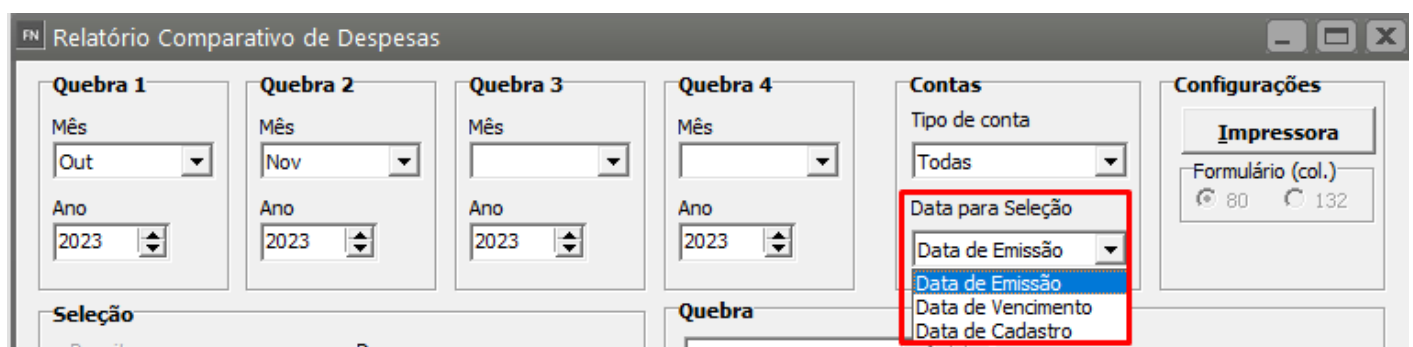 FN Relatório Comparativo de Despesas
Quebra 1 Quebra 2 Quebra 3 Quebra 4 Contas Configurações
Mês Mês Mês Mês Tipo de conta Impressora
Out Nov Todas Formulário (col.)
80 132
Ano Ano Ano Ano Data para Seleção
2023 2023 2023 2023 Data de Emissão
Data de Emissão
Data de Vencimento
Data de Cadastro
Seleção Quebra